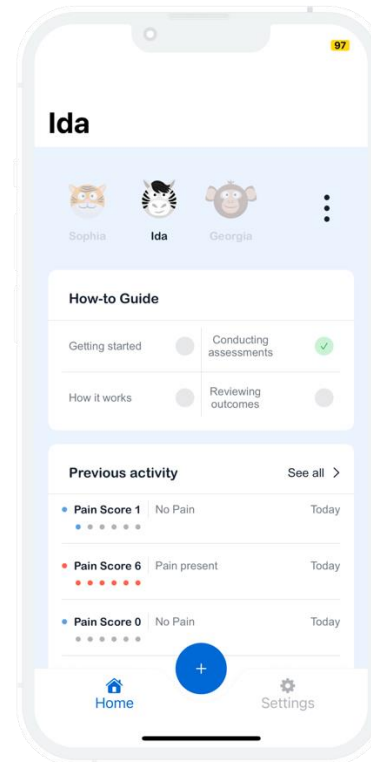 97
Ida
Sophia Ida Georgia
How-to Guide
Getting started
Conducting
assessments
How it works
Reviewing
outcomes
Previous activity See all >
Pain Score 1 No Pain Today
Pain Score 6 Pain present Today
Pain Score 0 No Pain Today
+
Home Settings